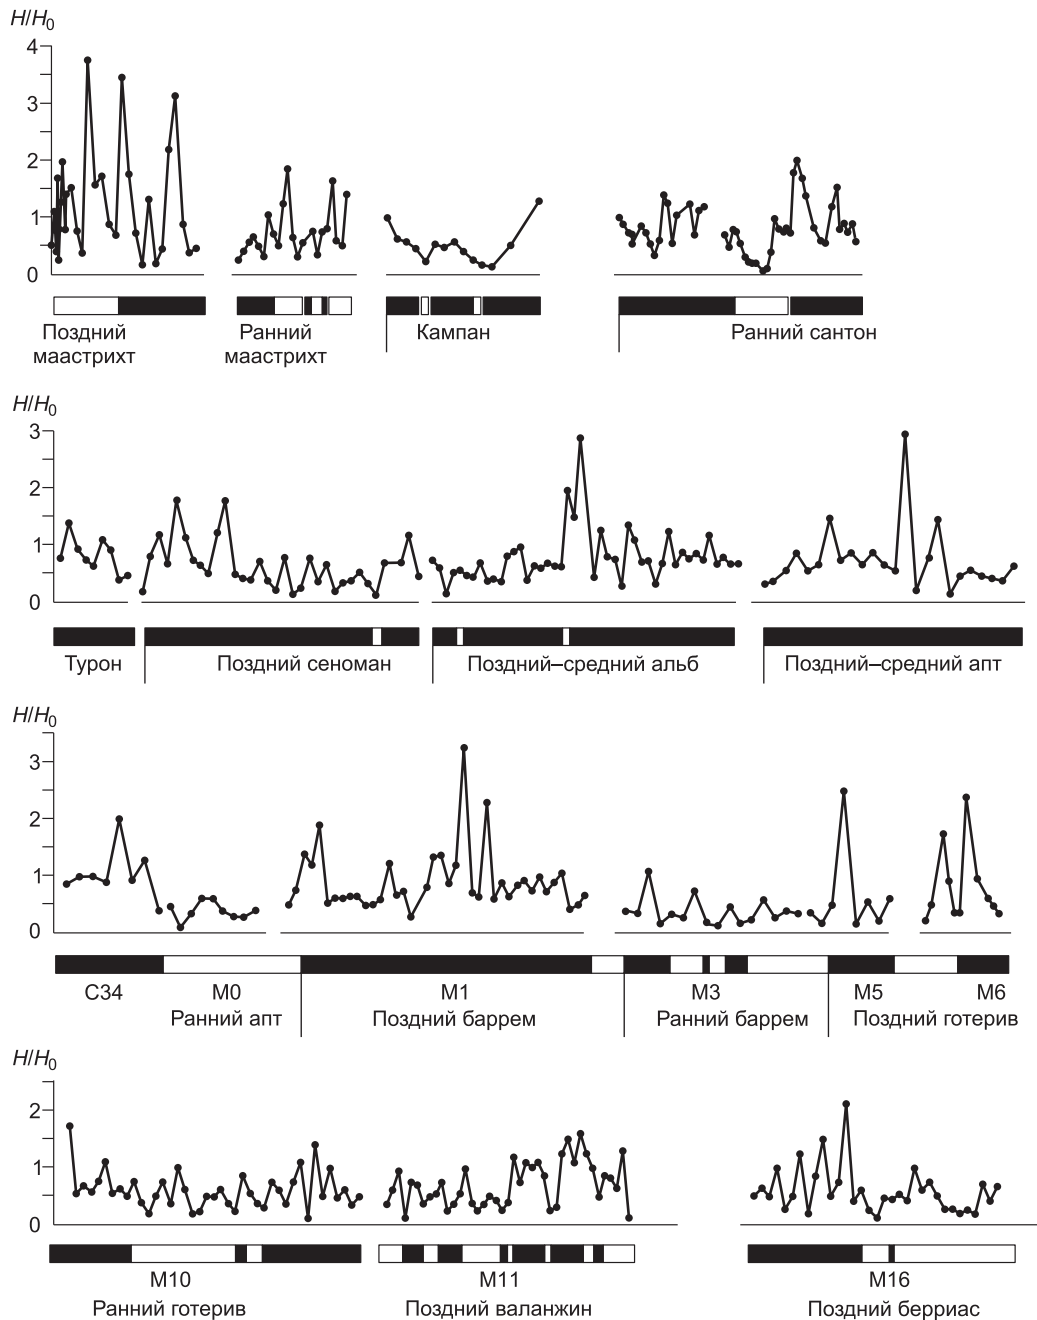 H/H0
4
3
2
1
0
Поздний маастрихт
Ранний маастрихт
Кампан
Ранний сантон
H/H0
3
2
1
0
Турон
Поздний сеноман
Поздний–средний альб
Поздний–средний апт
H/H0
3
2
1
0
C34
M0
M1
M3
M5
M6
Ранний апт
Поздний баррем
Ранний баррем
Поздний готерив
H/H0
2
1
0
M10
M11
M16
Ранний готерив
Поздний валанжин
Поздний берриас